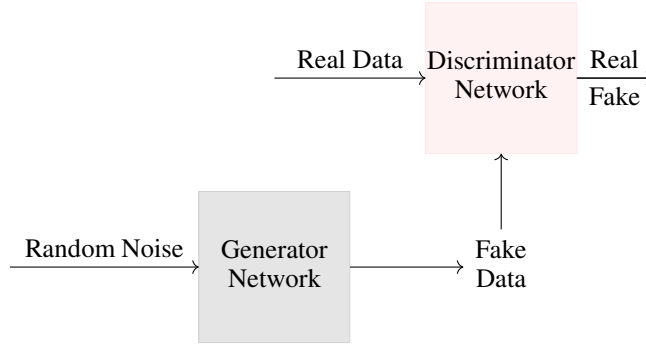 Real Data
Discriminator
Network
Real
Fake
Random Noise
Generator
Network
Fake
Data